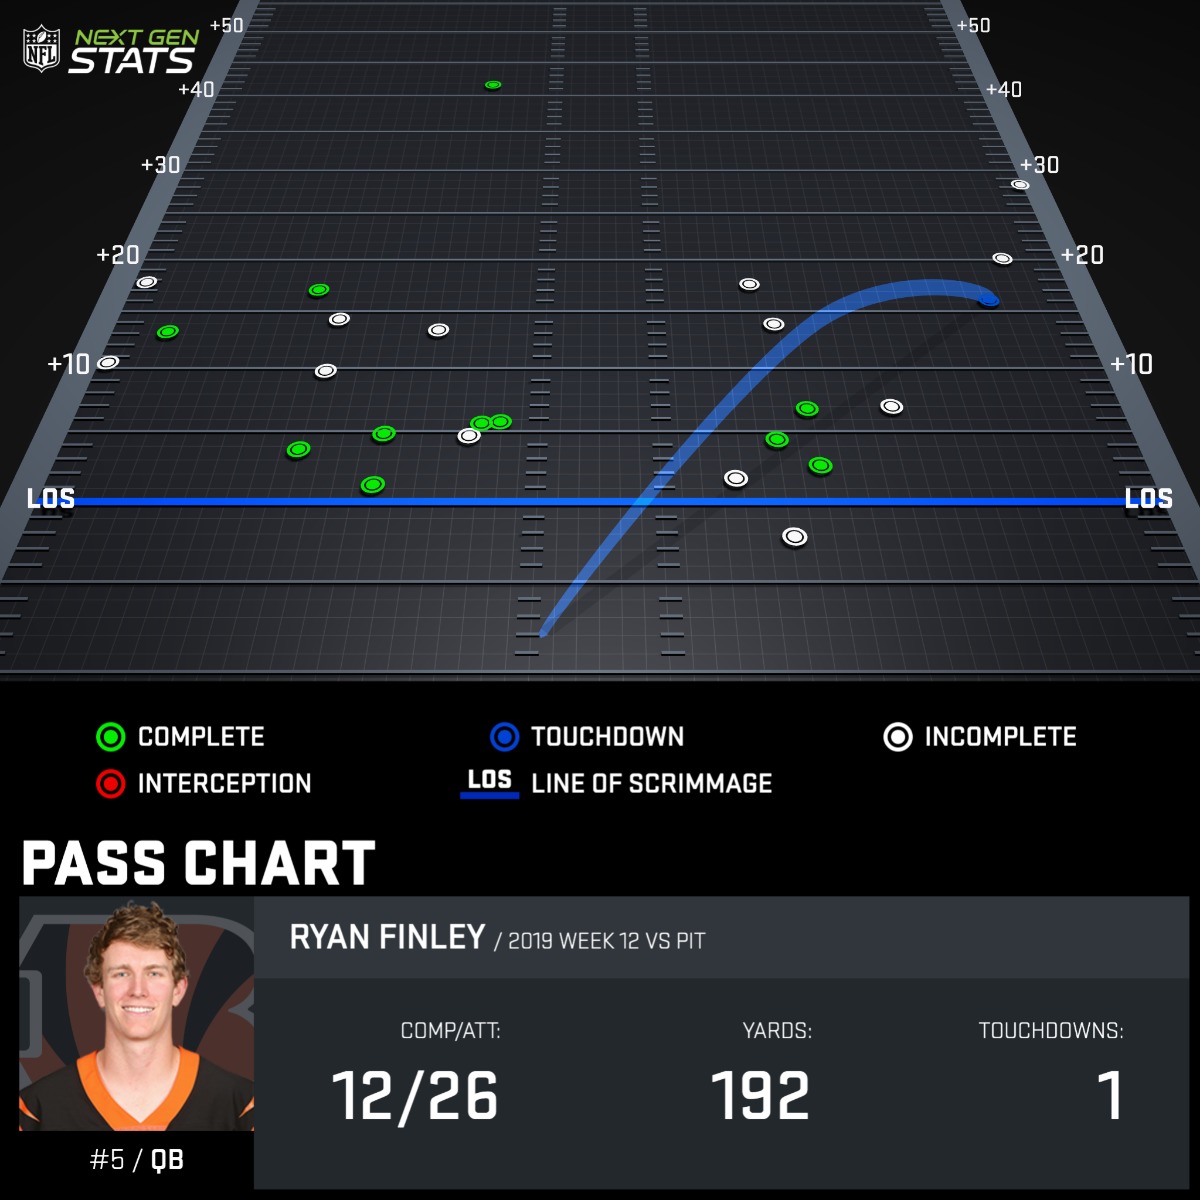 NFL NEXT GEN
STATS
+50 +50
+40 +40
+30 +30
+20 +20
+10 +10
LOS LOS
COMPLETE TOUCHDOWN INCOMPLETE
INTERCEPTION LOS LINE OF SCRIMMAGE
PASS CHART
RYAN FINLEY / 2019 WEEK 12 VS PIT
COMP/ATT: YARDS: TOUCHDOWNS:
12/26 192 1
#5 / QB